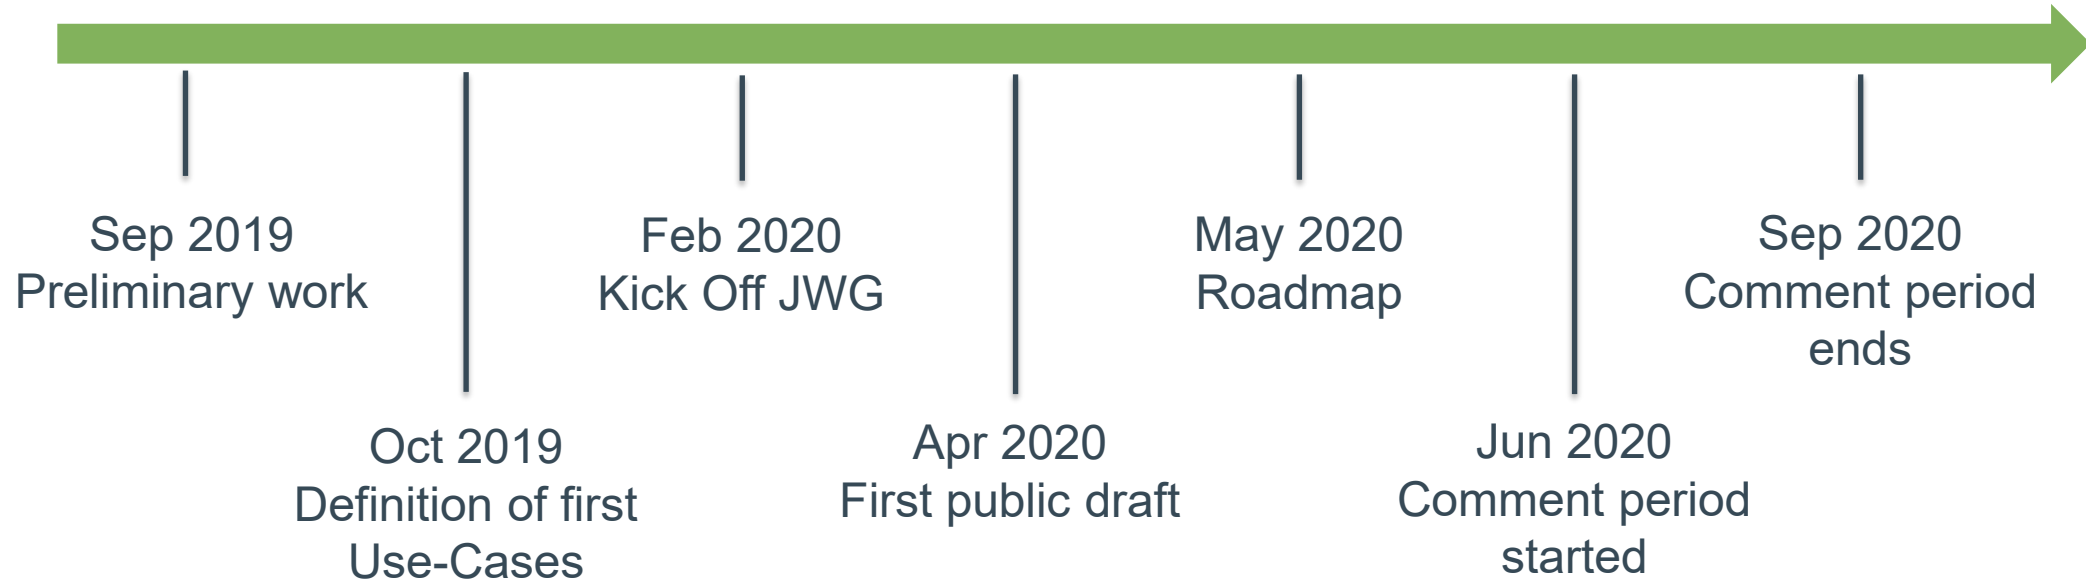 Sep 2019
Preliminary work
Oct 2019
Definition of first
Use-Cases
Feb 2020
Kick Off JWG
Apr 2020
First public draft
May 2020
Roadmap
Jun 2020
Comment period
started
Sep 2020
Comment period
ends